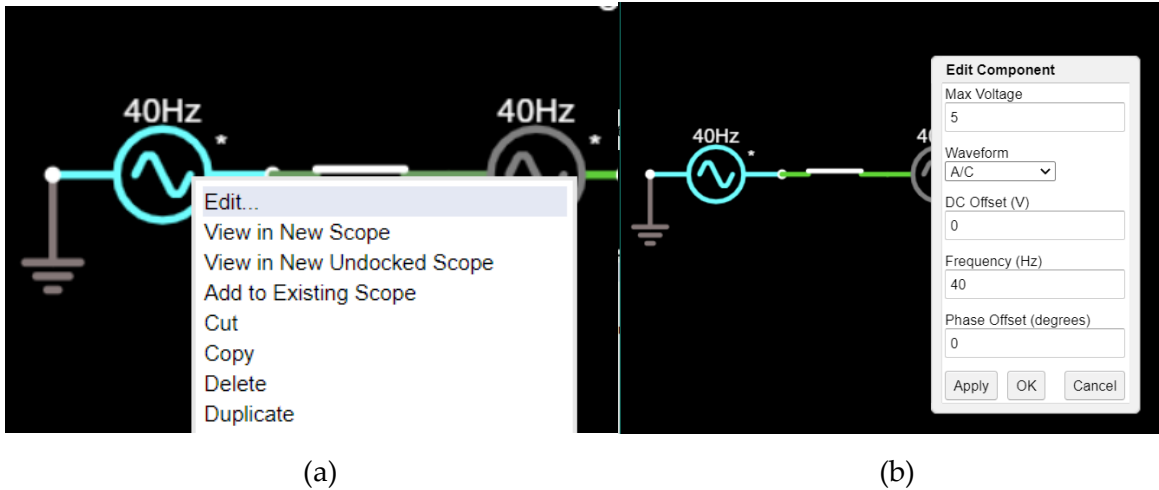 40Hz
*
40Hz
*
Edit...
View in New Scope
View in New Undocked Scope
Add to Existing Scope
Cut
Copy
Delete
Duplicate
(a)
40Hz
*
40
Edit Component
Max Voltage
5
Waveform
A/C
DC Offset (V)
0
Frequency (Hz)
40
Phase Offset (degrees)
0
Apply OK Cancel
(b)